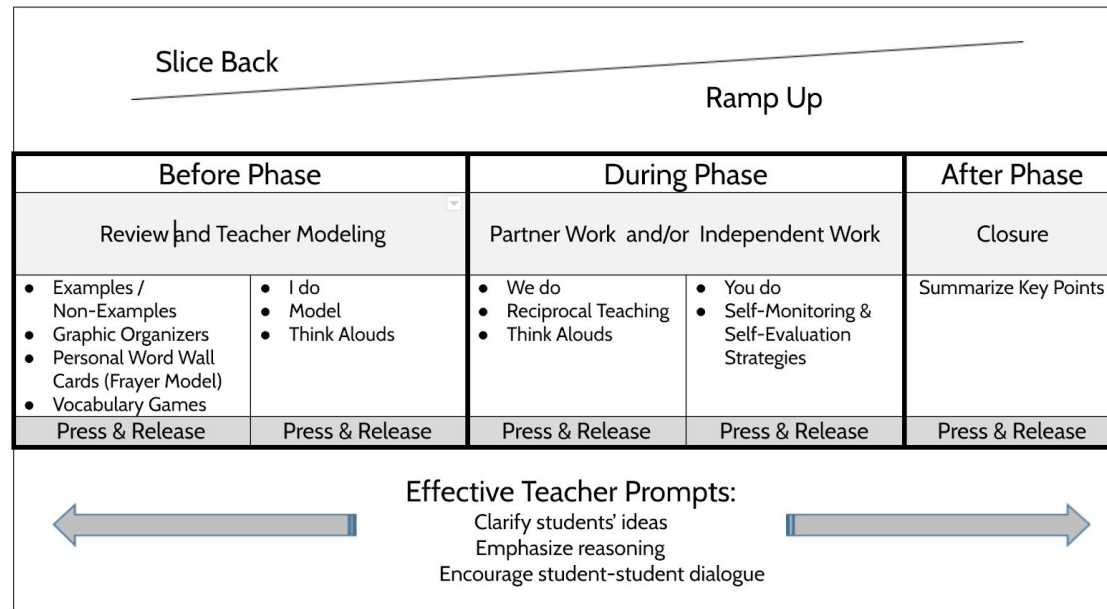 Slice Back
Ramp Up
Before Phase
During Phase
After Phase
Review and Teacher Modeling
Partner Work and/or Independent Work
Closure
● Examples /
Non-Examples
● Graphic Organizers
● Personal Word Wall
Cards (Frayer Model)
● Vocabulary Games
● I do
● Model
● Think Alouds
● We do
● Reciprocal Teaching
● Think Alouds
● You do
● Self-Monitoring &
Self-Evaluation
Strategies
Summarize Key Points
Press & Release
Press & Release
Press & Release
Press & Release
Press & Release
Effective Teacher Prompts:
Clarify students’ ideas
Emphasize reasoning
Encourage student-student dialogue